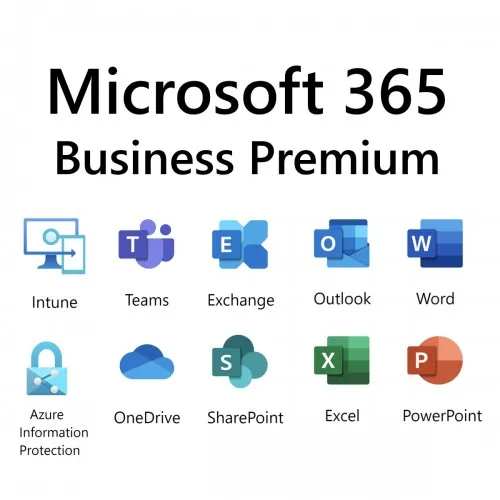 Microsoft 365
Business Premium
Intune
T
Teams
E
Exchange
O
Outlook
W
Word
Azure
Information
Protection
OneDrive
S
SharePoint
X
Excel
P
PowerPoint